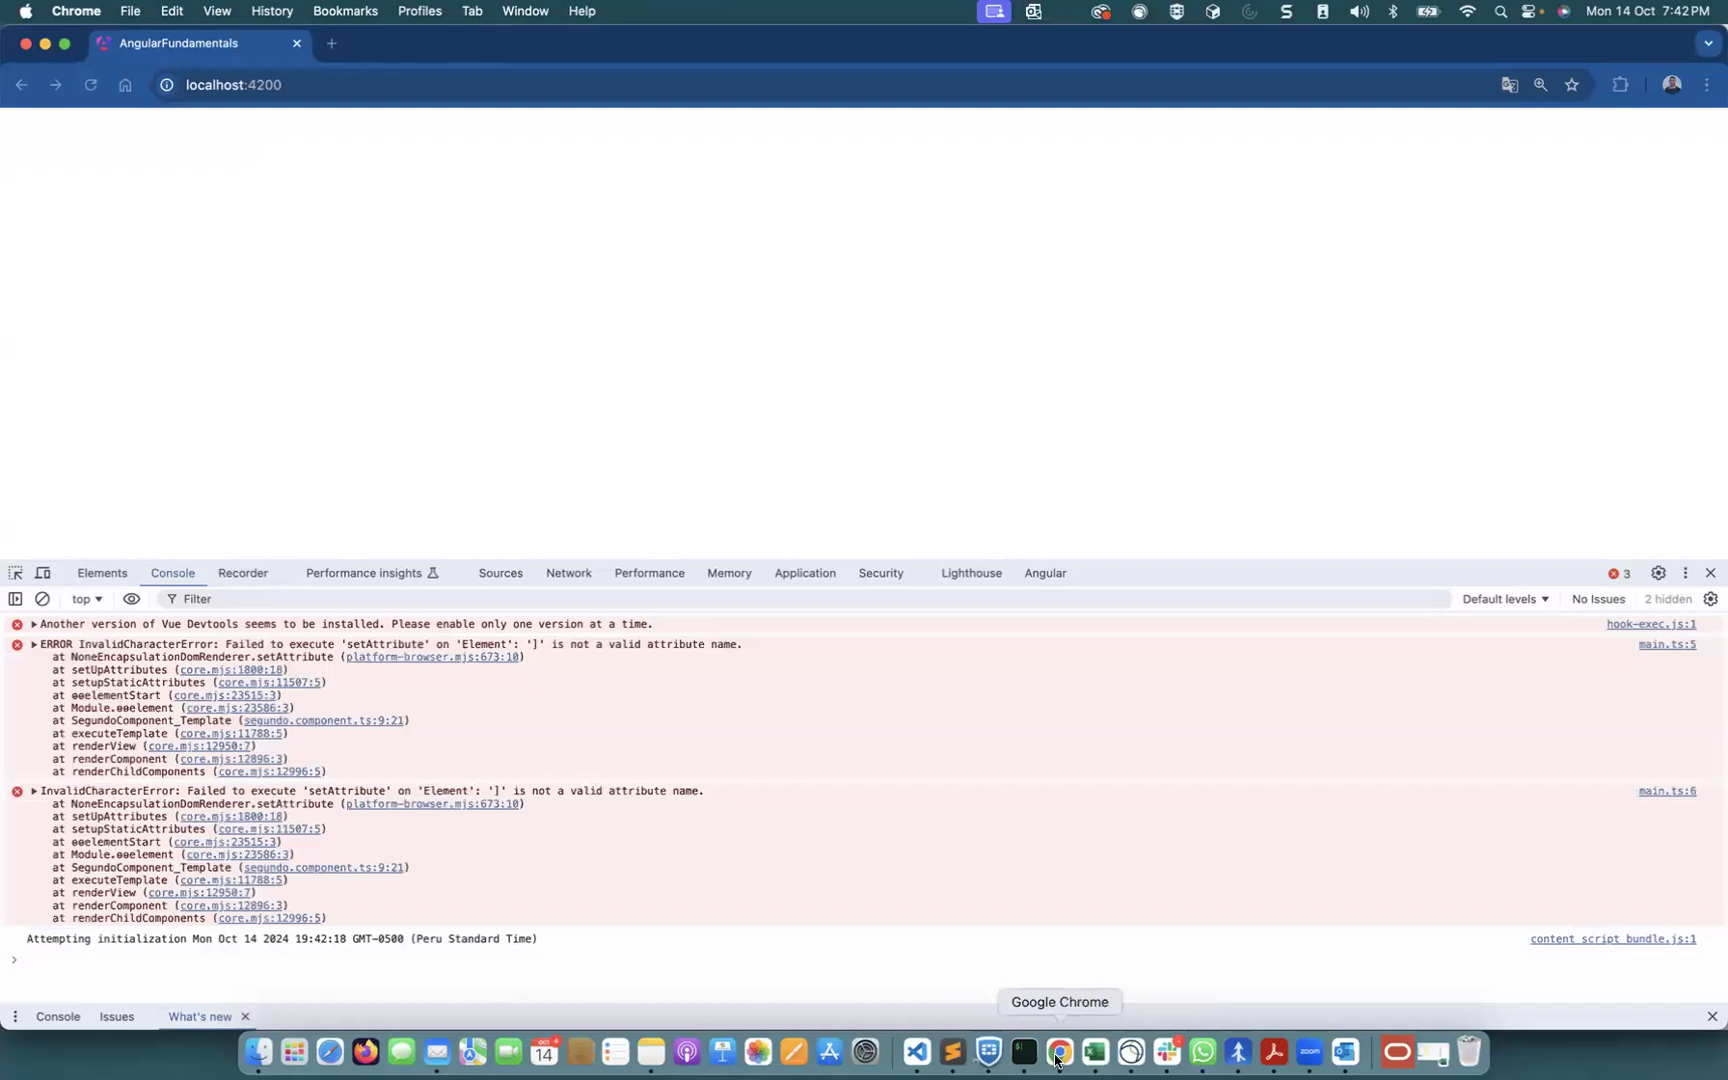 Chrome File Edit View History Bookmarks Profiles Tab Window Help Mon 14 Oct 7:42 PM
AngularFundamentals
localhost:4200
Elements Console Recorder Performance insights Sources Network Performance Memory Application Security Lighthouse Angular 3
top Filter Default levels No Issues 2 hidden
Another version of Vue Devtools seems to be installed. Please enable only one version at a time. hook-exec.js:1
ERROR InvalidCharacterError: Failed to execute 'setAttribute' on 'Element': ']' is not a valid attribute name. main.ts:5
at NoneEncapsulationDomRenderer.setAttribute (platform-browser.mjs:673:10)
at setUpAttributes (core.mjs:1800:18)
at setupStaticAttributes (core.mjs:11507:5)
at ɵɵelementStart (core.mjs:23515:3)
at Module.ɵɵelement (core.mjs:23586:3)
at SegundoComponent_Template (segundo.component.ts:9:21)
at executeTemplate (core.mjs:11788:5)
at renderView (core.mjs:12950:7)
at renderComponent (core.mjs:12896:3)
at renderChildComponents (core.mjs:12996:5)
InvalidCharacterError: Failed to execute 'setAttribute' on 'Element': ']' is not a valid attribute name. main.ts:6
at NoneEncapsulationDomRenderer.setAttribute (platform-browser.mjs:673:10)
at setUpAttributes (core.mjs:1800:18)
at setupStaticAttributes (core.mjs:11507:5)
at ɵɵelementStart (core.mjs:23515:3)
at Module.ɵɵelement (core.mjs:23586:3)
at SegundoComponent_Template (segundo.component.ts:9:21)
at executeTemplate (core.mjs:11788:5)
at renderView (core.mjs:12950:7)
at renderComponent (core.mjs:12896:3)
at renderChildComponents (core.mjs:12996:5)
Attempting initialization Mon Oct 14 2024 19:42:18 GMT-0500 (Peru Standard Time) content_script_bundle.js:1
Google Chrome
Console Issues What's new
14 zoom